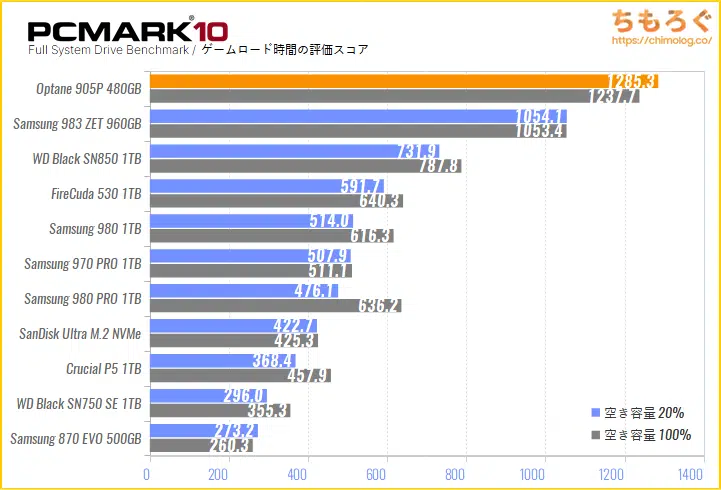 PCMARK®10
Full System Drive Benchmark / ゲームロード時間の評価スコア
ちもろぐ
https://chimolog.co/
Optane 905P 480GB
1285.3
1237.7
Samsung 983 ZET 960GB
1054.1
1053.4
WD Black SN850 1TB
731.9
787.8
FireCuda 530 1TB
591.7
640.3
Samsung 980 1TB
514.0
616.3
Samsung 970 PRO 1TB
507.9
511.1
Samsung 980 PRO 1TB
476.1
636.2
SanDisk Ultra M.2 NVMe
422.7
425.3
Crucial P5 1TB
368.4
457.9
WD Black SN750 SE 1TB
296.0
355.3
Samsung 870 EVO 500GB
273.2
260.3
空き容量 20%
空き容量 100%
0 200 400 600 800 1000 1200 1400